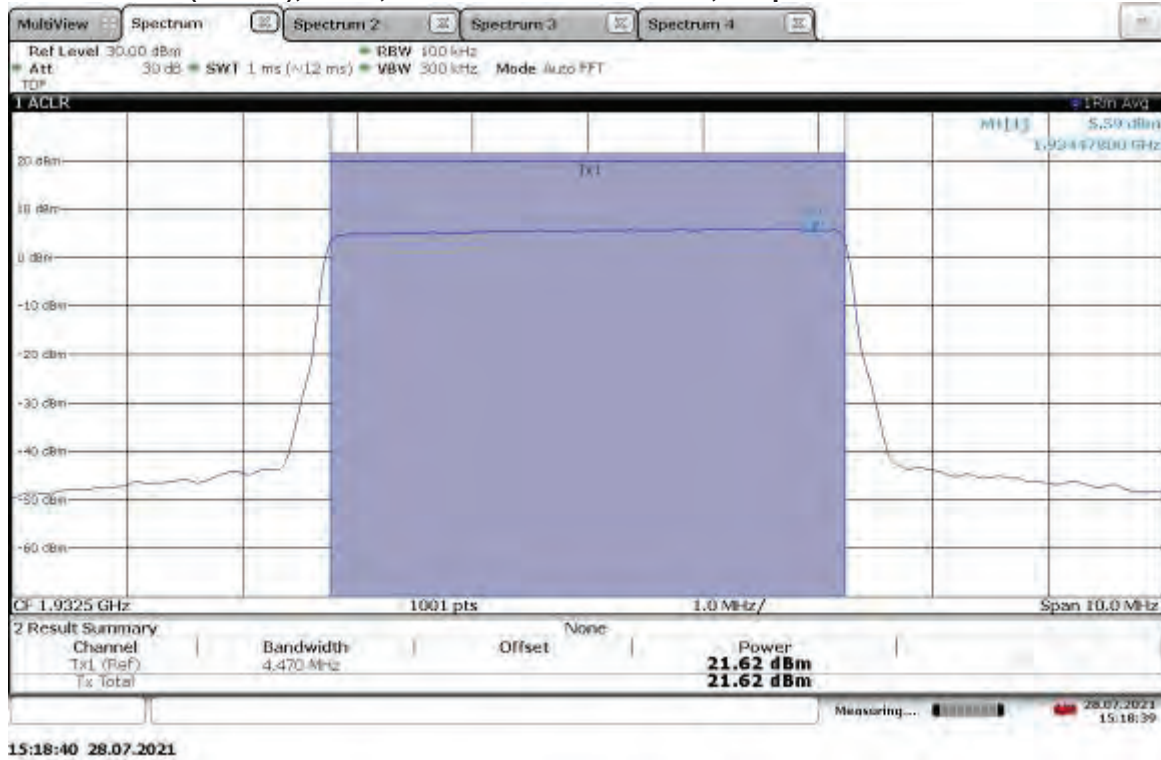 MultiView Spectrum Spectrum 2 Spectrum 3 Spectrum 4
Ref Level 30.00 dBm RBW 100 kHz
Att 30 dB SWT 1 ms (~12 ms) VBW 300 kHz Mode Auto FFT
TDF
1 ACLR 1Rm Avg
M1[1] 5.59 dBm
1.93447800 GHz
20 dBm
Tx1
10 dBm
0 dBm
-10 dBm
-20 dBm
-30 dBm
-40 dBm
-50 dBm
-60 dBm
CF 1.9325 GHz 1001 pts 1.0 MHz/ Span 10.0 MHz
2 Result Summary None
Channel Bandwidth Offset Power
Tx1 (Ref) 4.470 MHz 21.62 dBm
Tx Total 21.62 dBm
Measuring... 28.07.2021
15:18:39
15:18:40 28.07.2021